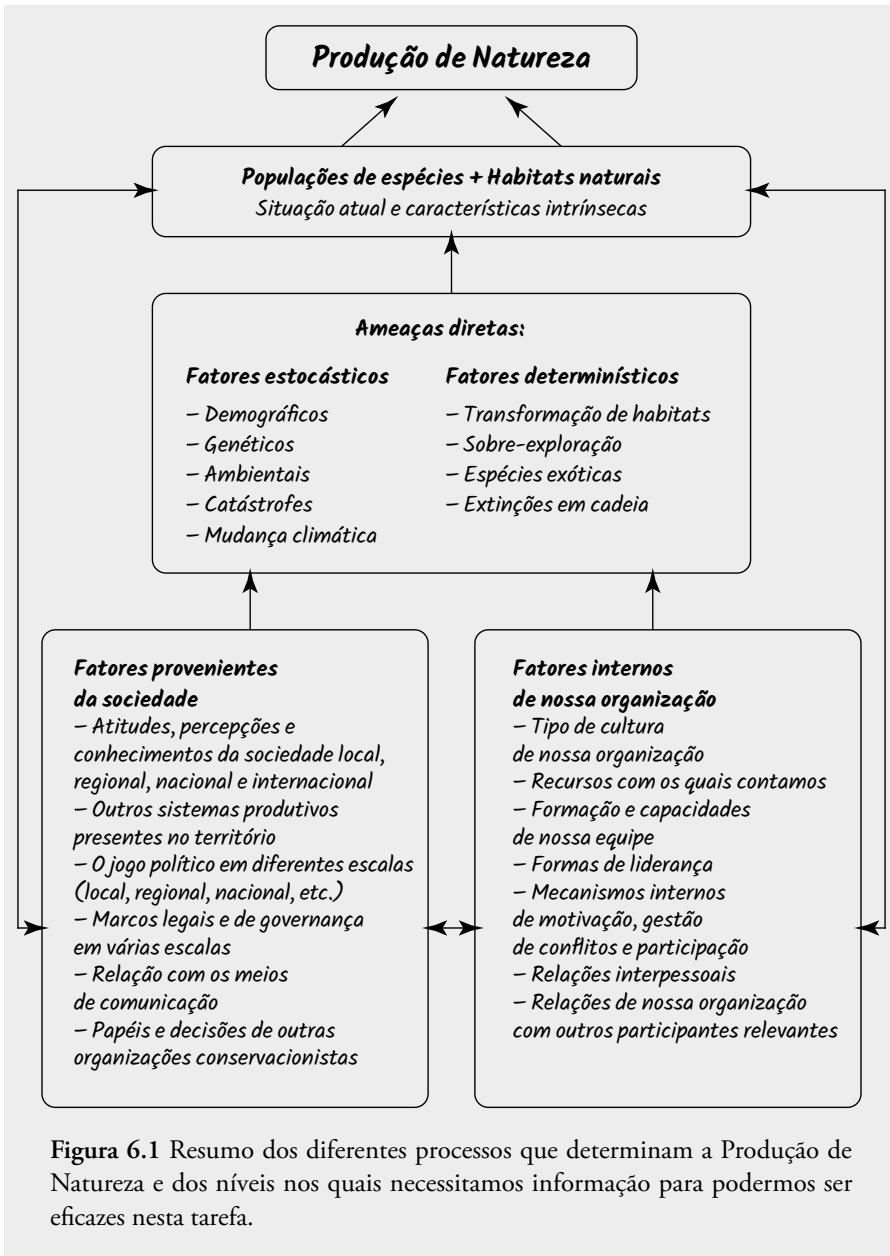 Produção de Natureza
Populações de espécies + Habitats naturais
Situação atual e características intrínsecas
Ameaças diretas:
Fatores estocásticos
– Demográficos
– Genéticos
– Ambientais
– Catástrofes
– Mudança climática
Fatores determinísticos
– Transformação de habitats
– Sobre-exploração
– Espécies exóticas
– Extinções em cadeia
Fatores provenientes
da sociedade
– Atitudes, percepções e
conhecimentos da sociedade local,
regional, nacional e internacional
– Outros sistemas produtivos
presentes no território
– O jogo político em diferentes escalas
(local, regional, nacional, etc.)
– Marcos legais e de governança
em várias escalas
– Relação com os meios
de comunicação
– Papéis e decisões de outras
organizações conservacionistas
Fatores internos
de nossa organização
– Tipo de cultura
de nossa organização
– Recursos com os quais contamos
– Formação e capacidades
de nossa equipe
– Formas de liderança
– Mecanismos internos
de motivação, gestão
de conflitos e participação
– Relações interpessoais
– Relações de nossa organização
com outros participantes relevantes
Figura 6.1 Resumo dos diferentes processos que determinam a Produção de
Natureza e dos níveis nos quais necessitamos informação para podermos ser
eficazes nesta tarefa.